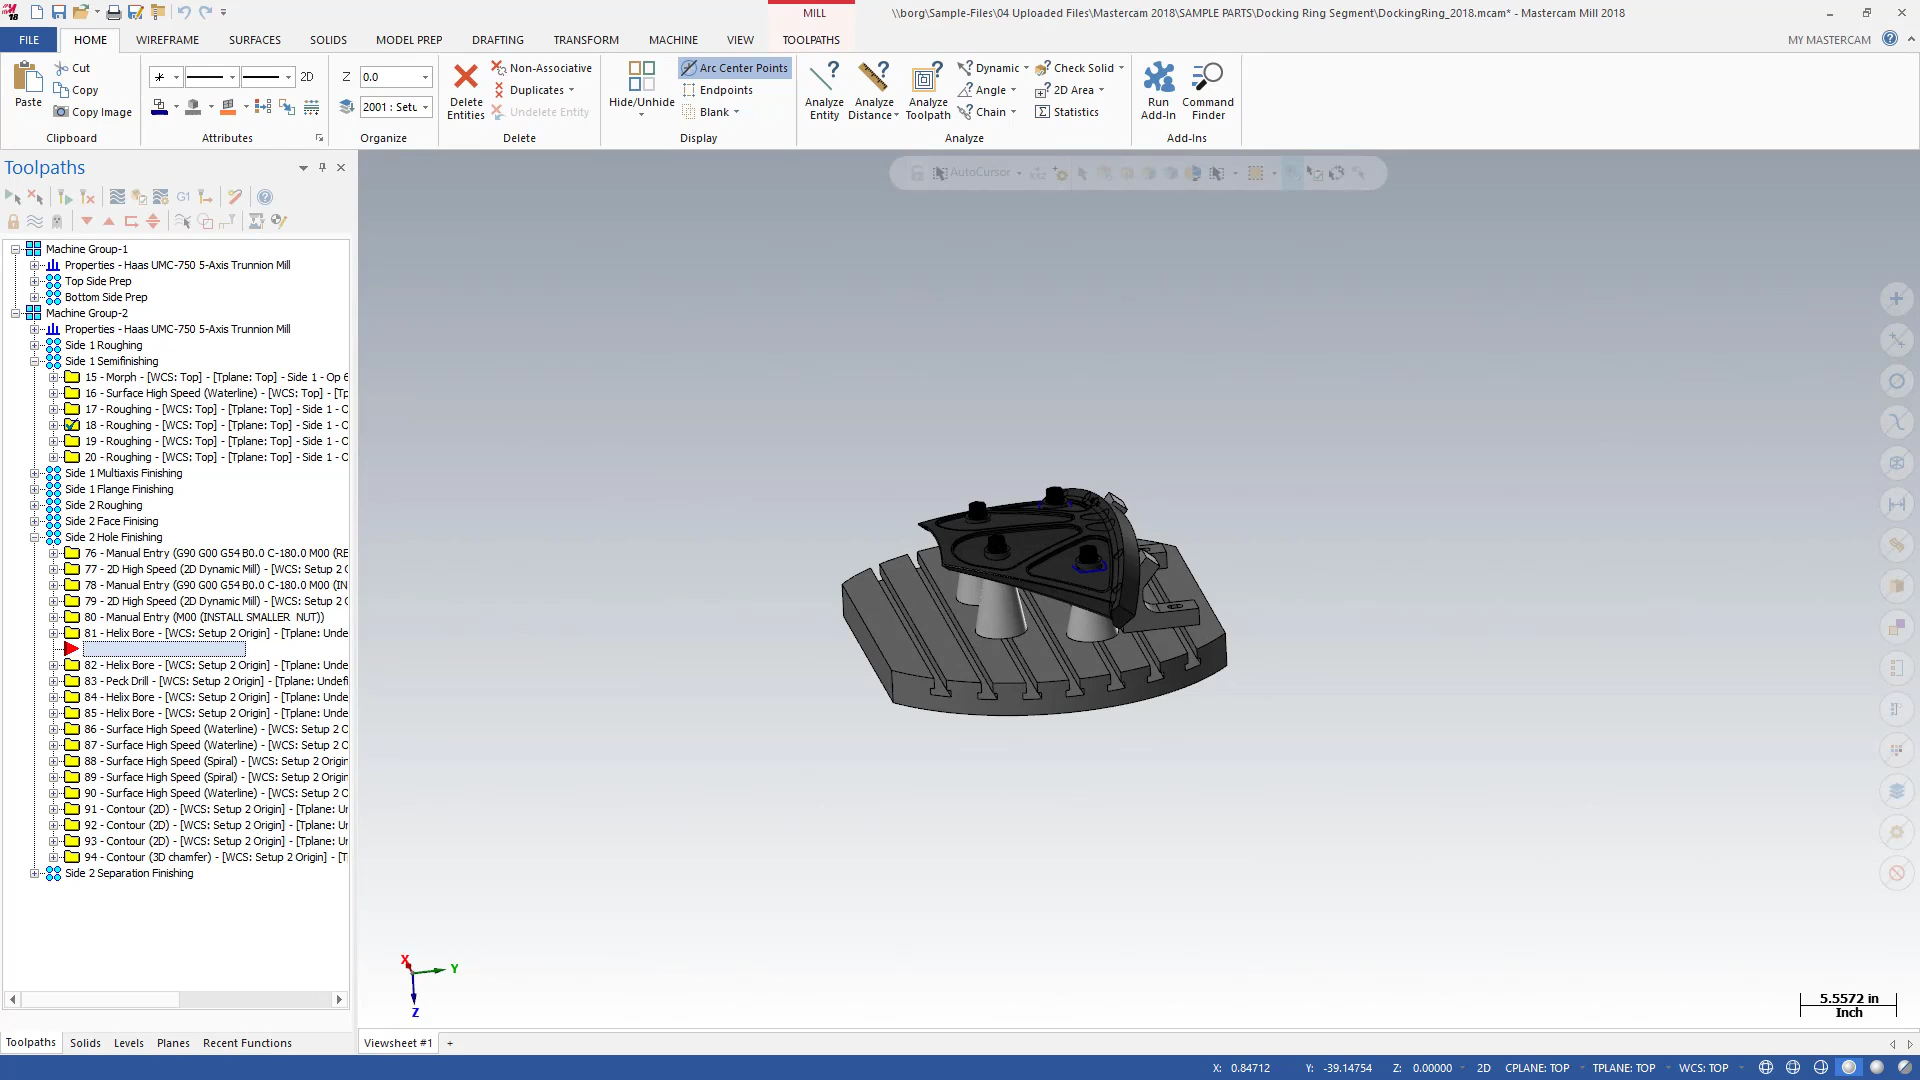 MILL
\\borg\Sample-Files\04 Uploaded Files\Mastercam 2018\SAMPLE PARTS\Docking Ring Segment\DockingRing_2018.mcam* - Mastercam Mill 2018
FILE HOME WIREFRAME SURFACES SOLIDS MODEL PREP DRAFTING TRANSFORM MACHINE VIEW TOOLPATHS MY MASTERCAM
Paste
Cut
Copy
Copy Image
Clipboard
2D
Attributes
Z 0.0
2001 : Setu
Organize
Delete Entities
Non-Associative
Duplicates
Undelete Entity
Delete
Hide/Unhide
Arc Center Points
Endpoints
Blank
Display
Analyze Entity
Analyze Distance
Analyze Toolpath
Dynamic
Angle
Chain
Check Solid
2D Area
Statistics
Analyze
Run Add-In
Command Finder
Add-Ins
Toolpaths
AutoCursor
G1
Machine Group-1
Properties - Haas UMC-750 5-Axis Trunnion Mill
Top Side Prep
Bottom Side Prep
Machine Group-2
Properties - Haas UMC-750 5-Axis Trunnion Mill
Side 1 Roughing
Side 1 Semifinishing
15 - Morph - [WCS: Top] - [Tplane: Top] - Side 1 - Op 6
16 - Surface High Speed (Waterline) - [WCS: Top] - [Tp
17 - Roughing - [WCS: Top] - [Tplane: Top] - Side 1 - O
18 - Roughing - [WCS: Top] - [Tplane: Top] - Side 1 - O
19 - Roughing - [WCS: Top] - [Tplane: Top] - Side 1 - O
20 - Roughing - [WCS: Top] - [Tplane: Top] - Side 1 - O
Side 1 Multiaxis Finishing
Side 1 Flange Finishing
Side 2 Roughing
Side 2 Face Finising
Side 2 Hole Finishing
76 - Manual Entry (G90 G00 G54 B0.0 C-180.0 M00 (RE
77 - 2D High Speed (2D Dynamic Mill) - [WCS: Setup 2 C
78 - Manual Entry (G90 G00 G54 B0.0 C-180.0 M00 (IN
79 - 2D High Speed (2D Dynamic Mill) - [WCS: Setup 2 C
80 - Manual Entry (M00 (INSTALL SMALLER NUT))
81 - Helix Bore - [WCS: Setup 2 Origin] - [Tplane: Unde
82 - Helix Bore - [WCS: Setup 2 Origin] - [Tplane: Unde
83 - Peck Drill - [WCS: Setup 2 Origin] - [Tplane: Undefi
84 - Helix Bore - [WCS: Setup 2 Origin] - [Tplane: Unde
85 - Helix Bore - [WCS: Setup 2 Origin] - [Tplane: Unde
86 - Surface High Speed (Waterline) - [WCS: Setup 2 O
87 - Surface High Speed (Waterline) - [WCS: Setup 2 O
88 - Surface High Speed (Spiral) - [WCS: Setup 2 Origin
89 - Surface High Speed (Spiral) - [WCS: Setup 2 Origin
90 - Surface High Speed (Waterline) - [WCS: Setup 2 O
91 - Contour (2D) - [WCS: Setup 2 Origin] - [Tplane: Ur
92 - Contour (2D) - [WCS: Setup 2 Origin] - [Tplane: Ur
93 - Contour (2D) - [WCS: Setup 2 Origin] - [Tplane: Ur
94 - Contour (3D chamfer) - [WCS: Setup 2 Origin] - [T
Side 2 Separation Finishing
X
Y
Z
5.5572 in
Inch
Toolpaths Solids Levels Planes Recent Functions
Viewsheet #1 +
X: 0.84712 Y: -39.14754 Z: 0.00000 2D CPLANE: TOP TPLANE: TOP WCS: TOP